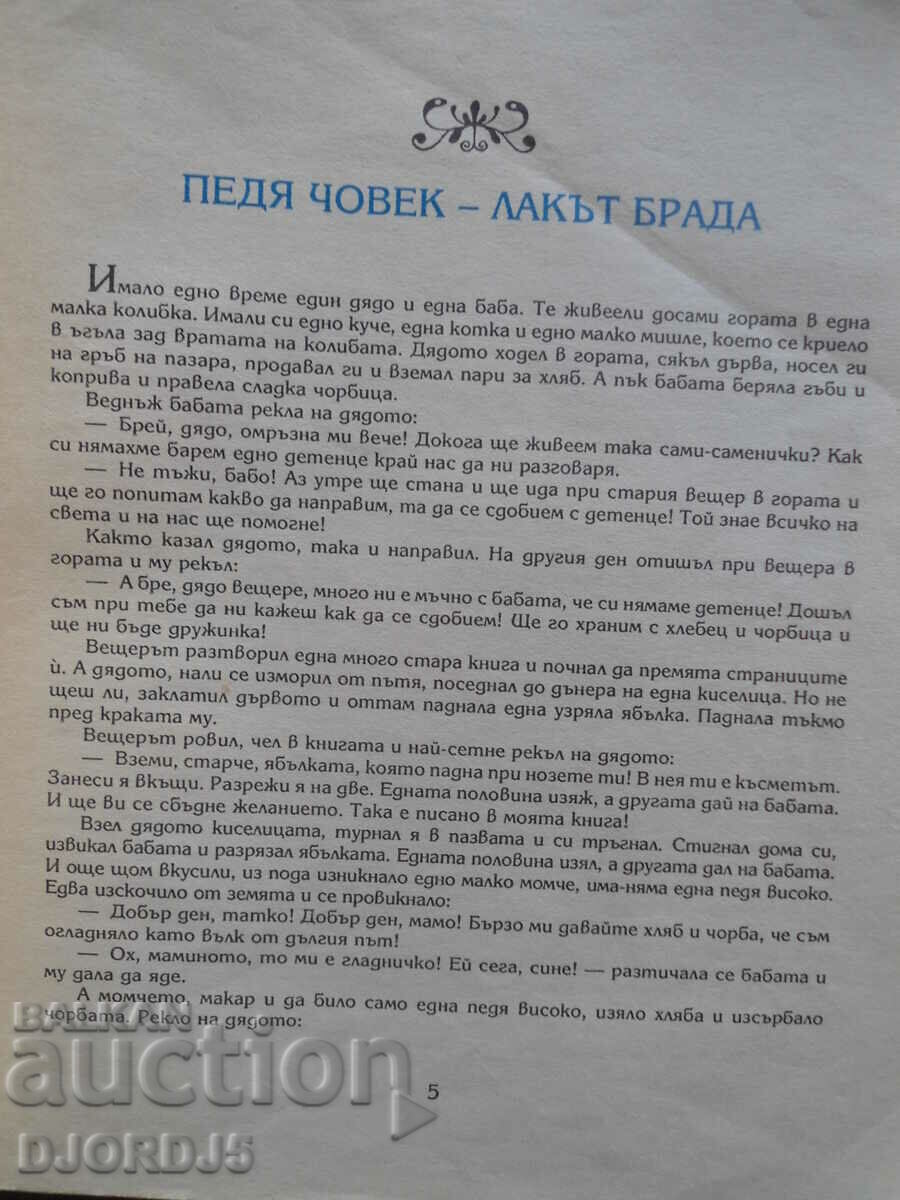 ПЕДЯ ЧОВЕК – ЛАКЪТ БРАДА
Имало едно време един дядо и една баба. Те живеели досами гората в една
малка колибка. Имали си едно куче, една котка и едно малко мишле, което се криело
в ъгъла зад вратата на колибата. Дядото ходел в гората, сякъл дърва, носел ги
на гръб на пазара, продавал ги и вземал пари за хляб. А пък бабата беряла гъби и
коприва и правела сладка чорбица.
Веднъж бабата рекла на дядото:
— Брей, дядо, омръзна ми вече! Докога ще живеем така сами-саменички? Как
си нямахме барем едно детенце край нас да ни разговаря.
— Не тъжи, бабо! Аз утре ще стана и ще ида при стария вещер в гората и
ще го попитам какво да направим, та да се сдобием с детенце! Той знае всичко на
света и на нас ще помогне!
Както казал дядото, така и направил. На другия ден отишъл при вещера в
гората и му рекъл:
— А бре, дядо вещере, много ни е мъчно с бабата, че си нямаме детенце! Дошъл
съм при тебе да ни кажеш как да се сдобием! Ще го храним с хлебец и чорбица и
ще ни бъде дружинка!
Вещерът разтворил една много стара книга и почнал да премята страниците
ѝ. А дядото, нали се изморил от пътя, поседнал до дънера на една киселица. Но не
щеш ли, заклатил дървото и оттам паднала една узряла ябълка. Паднала тъкмо
пред краката му.
Вещерът ровил, чел в книгата и най-сетне рекъл на дядото:
— Вземи, старче, ябълката, която падна при нозете ти! В нея ти е късметът.
Занеси я вкъщи. Разрежи я на две. Едната половина изяж, а другата дай на бабата.
И ще ви се сбъдне желанието. Така е писано в моята книга!
Взел дядото киселицата, турнал я в пазвата и си тръгнал. Стигнал дома си,
извикал бабата и разрязал ябълката. Едната половина изял, а другата дал на бабата.
И още щом вкусили, из пода изникнало едно малко момче, има-няма една педя високо.
Едва изскочило от земята и се провикнало:
— Добър ден, татко! Добър ден, мамо! Бързо ми давайте хляб и чорба, че съм
огладняло като вълк от дългия път!
— Ох, маминото, то ми е гладничко! Ей сега, сине! — разтичала се бабата и
му дала да яде.
А момчето, макар и да било само една педя високо, изяло хляба и изсърбало
чорбата. Рекло на дядото:
BALKAN
auction
5
DJORDJ5